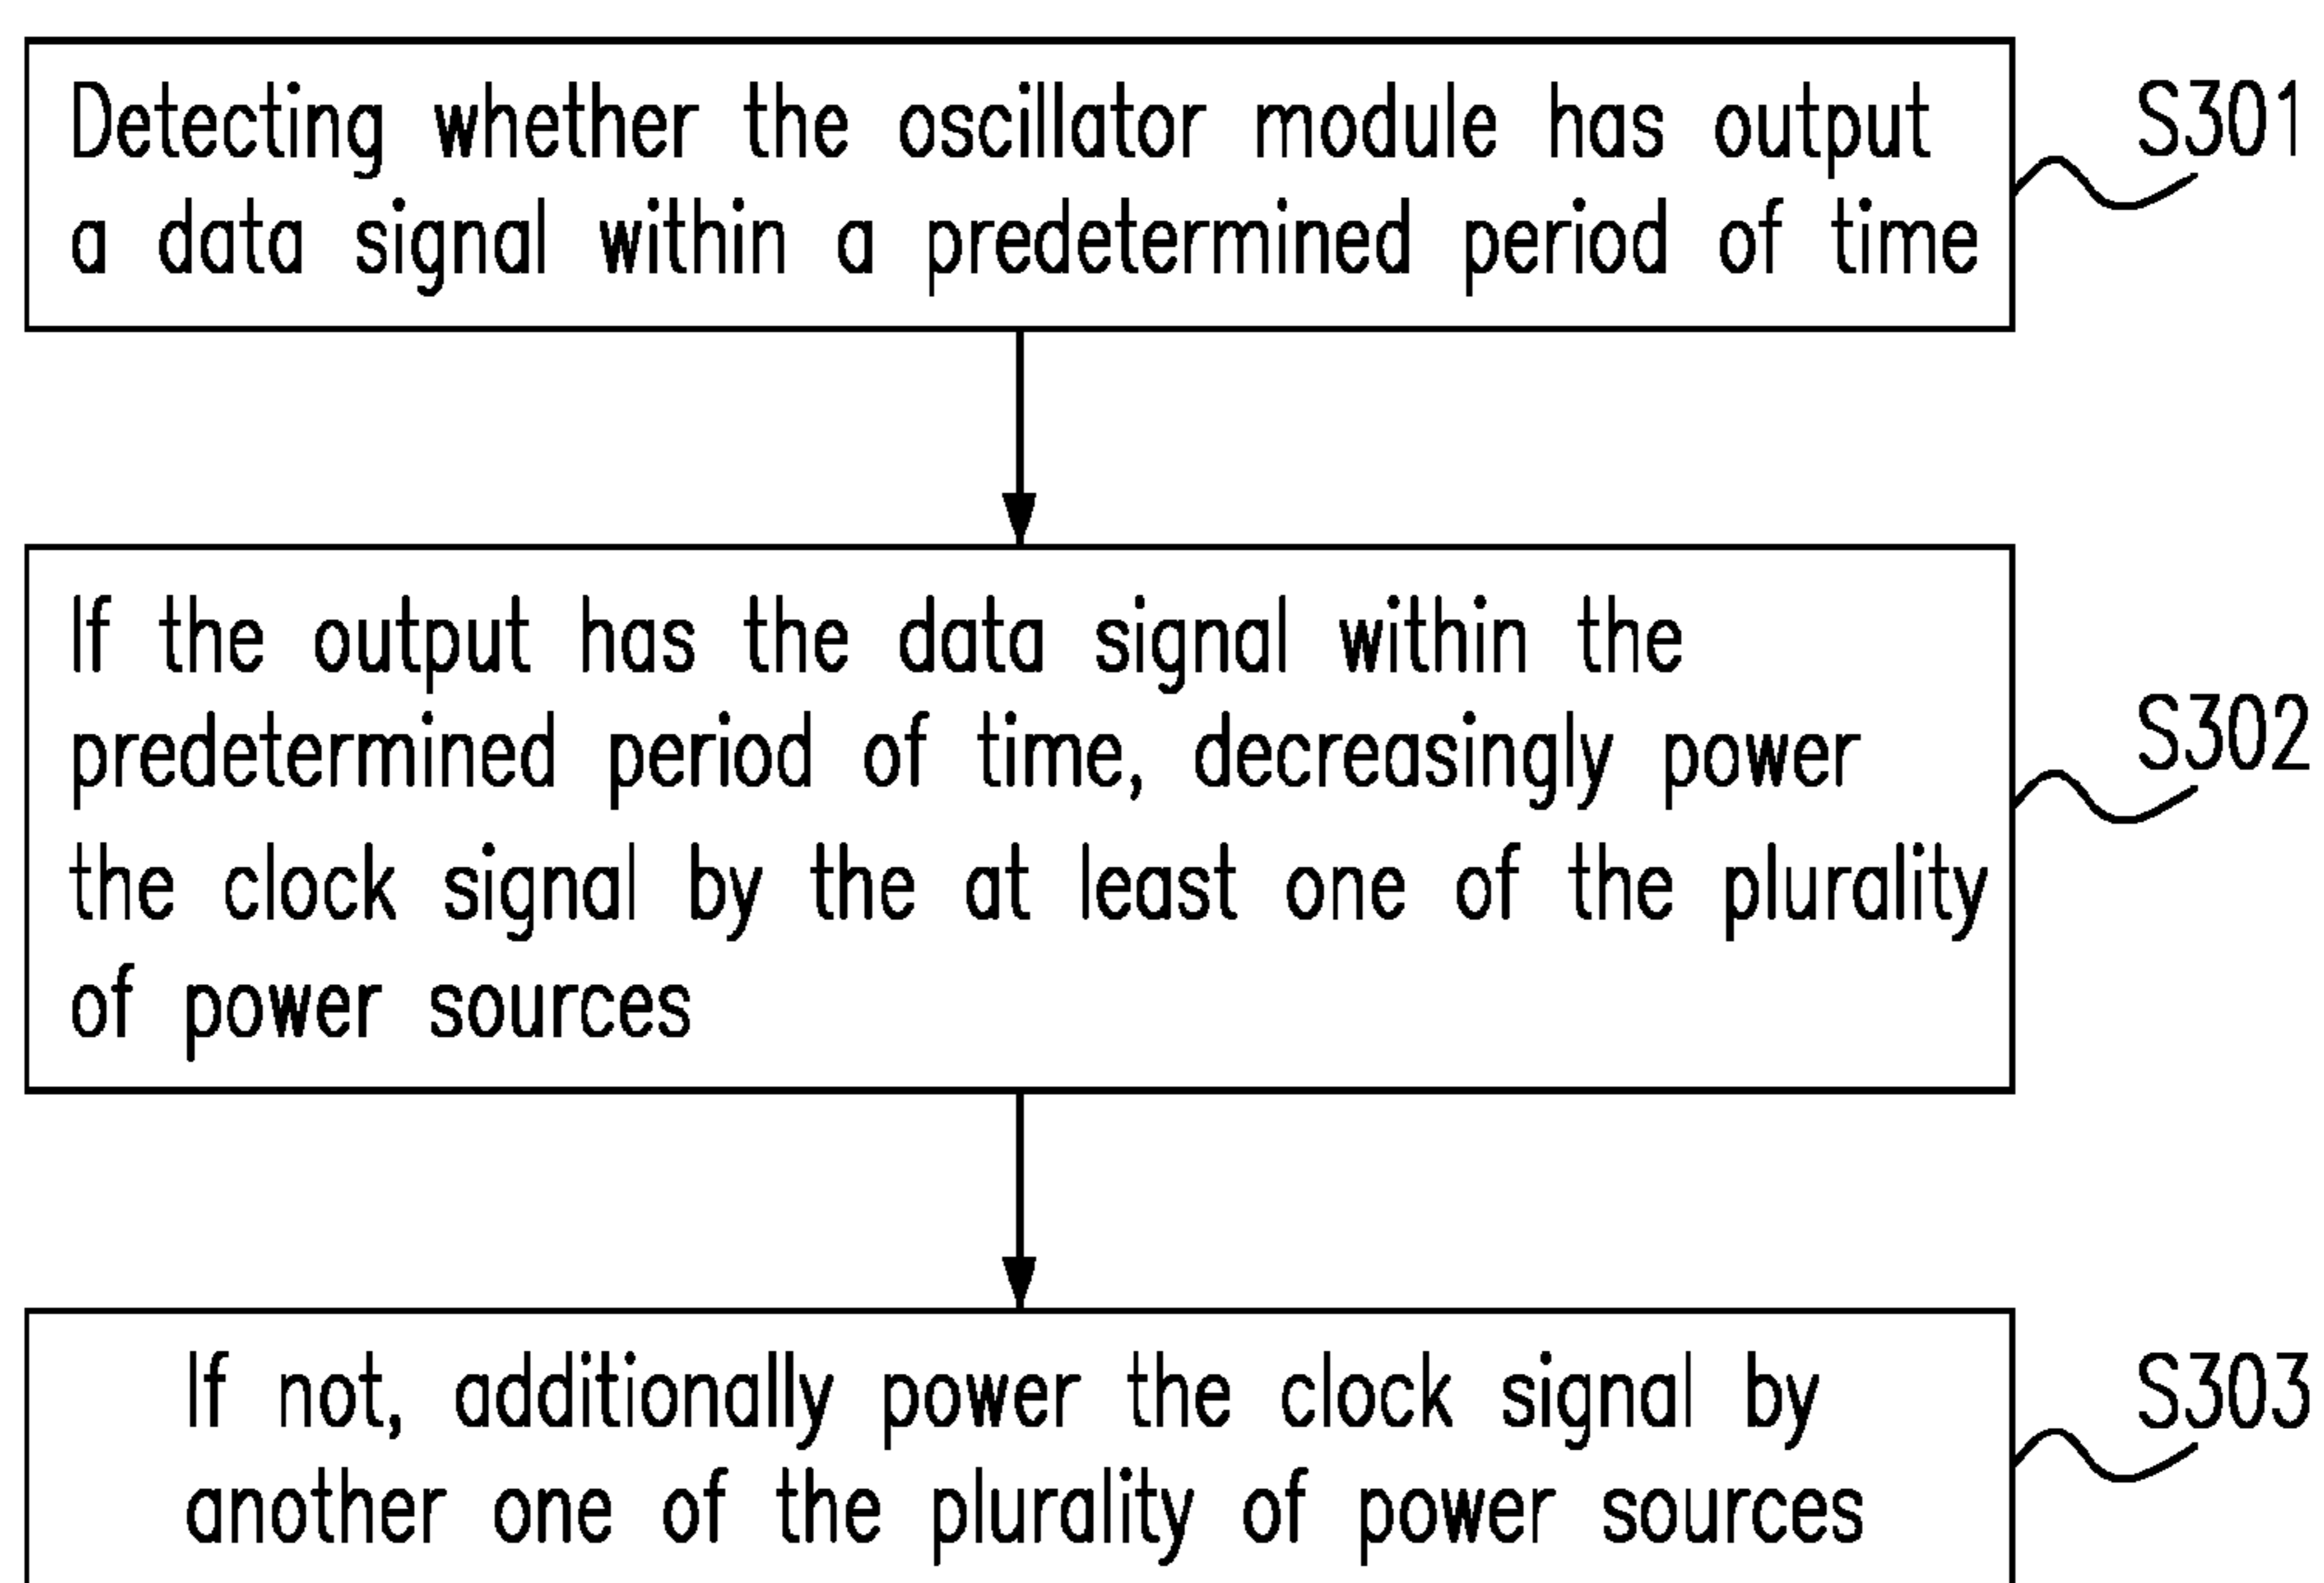 Detecting whether the oscillator module has output
a data signal within a predetermined period of time
S301
If the output has the data signal within the
predetermined period of time, decreasingly power
the clock signal by the at least one of the plurality
of power sources
S302
If not, additionally power the clock signal by
another one of the plurality of power sources
S303